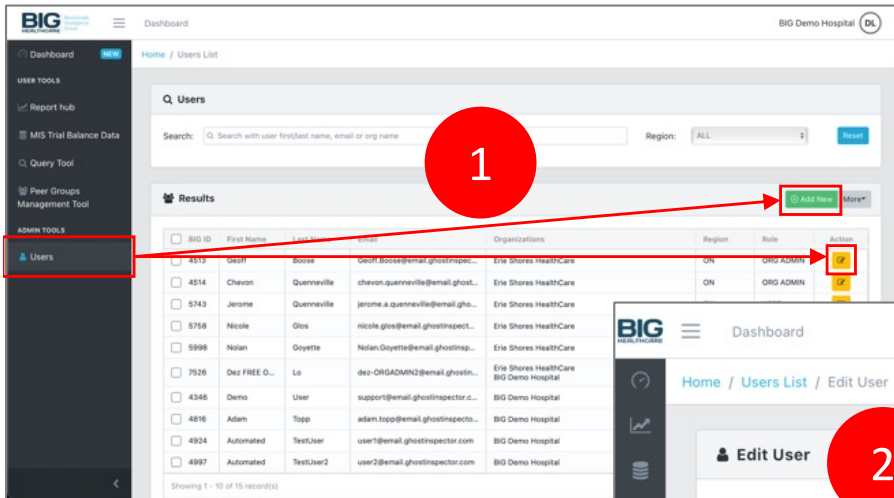 BIG
HEALTHCARE
Dashboard
BIG Demo Hospital DL
Dashboard NEW
Home / Users List
USER TOOLS
Report hub
MIS Trial Balance Data
Query Tool
Peer Groups
Management Tool
ADMIN TOOLS
Users
Users
Search: Search with user first/last name, email or org name Region: ALL Reset
1
Results Add New More
BIG ID First Name Last Name Email Organizations Region Role Action
4513 Geoff Boose Geoff.Boose@email.ghostinspec... Erie Shores HealthCare ON ORG ADMIN
4514 Chevon Quenneville chevon.quenneville@email.ghost... Erie Shores HealthCare ON ORG ADMIN
5743 Jerome Quenneville jerome.a.quenneville@email.gho... Erie Shores HealthCare
5758 Nicole Glos nicole.glos@email.ghostinspect... Erie Shores HealthCare
5998 Nolan Goyette Nolan.Goyette@email.ghostinsp... Erie Shores HealthCare
7526 Dez FREE O... Lo dez-ORGADMIN2@email.ghostin... Erie Shores HealthCare
BIG Demo Hospital
4346 Demo User support@email.ghostinspector.c... BIG Demo Hospital
4816 Adam Topp adam.topp@email.ghostinspecto... BIG Demo Hospital
4924 Automated TestUser user1@email.ghostinspector.com BIG Demo Hospital
4997 Automated TestUser2 user2@email.ghostinspector.com BIG Demo Hospital
Showing 1 - 10 of 15 record(s)
BIG
HEALTHCARE
Dashboard
Home / Users List / Edit User
Edit User
2